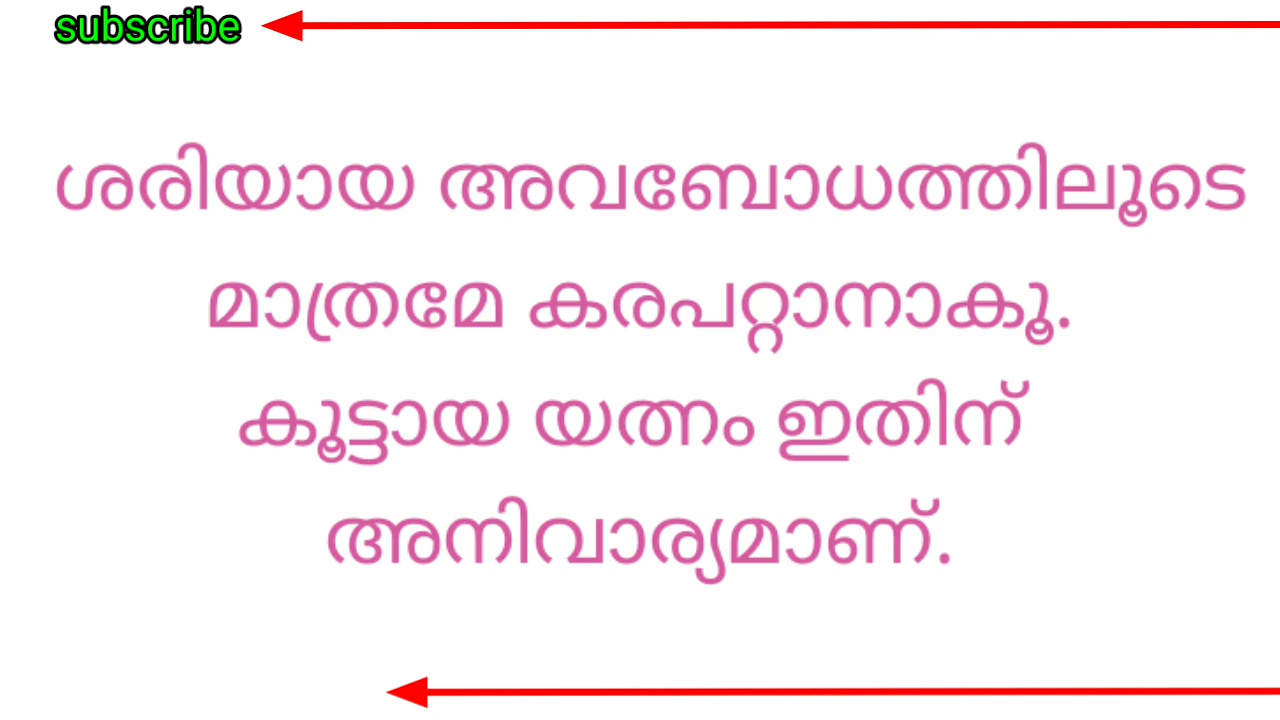 subscribe
ശരിയായ അവബോധത്തിലൂടെ
മാത്രമേ കരപറ്റാനാകൂ.
കൂട്ടായ യത്നം ഇതിന്
അനിവാര്യമാണ്.